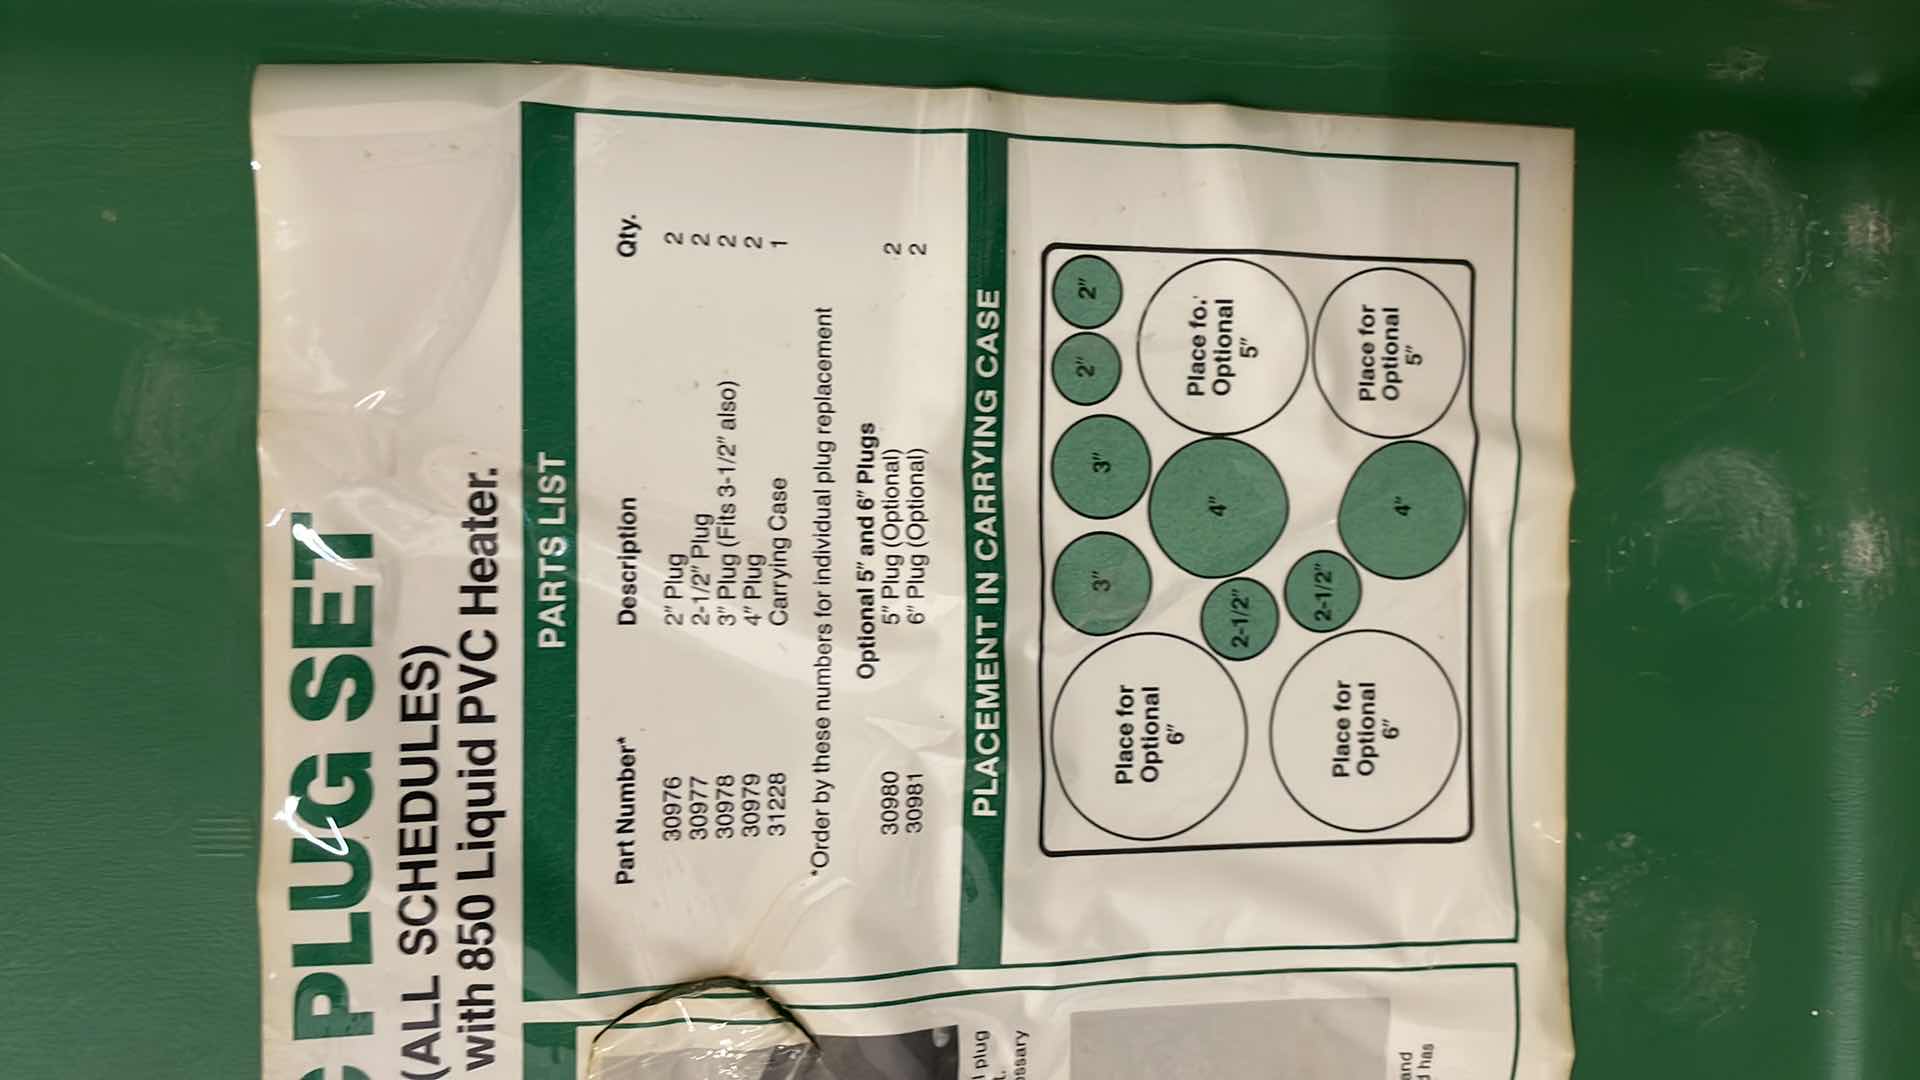 PLUG SET
(ALL SCHEDULES)
with 850 Liquid PVC Heater.
PARTS LIST
Part Number* Description Qty.
30976 2" Plug 2
30977 2-1/2" Plug 2
30978 3" Plug (Fits 3-1/2" also) 2
30979 4" Plug 2
31228 Carrying Case 1
*Order by these numbers for individual plug replacement
Optional 5" and 6" Plugs
30980 5" Plug (Optional) 2
30981 6" Plug (Optional) 2
PLACEMENT IN CARRYING CASE
3" 3" 2" 2"
Place for
Optional
6"
2-1/2"
4"
Place for
Optional
5"
Place for
Optional
6"
2-1/2"
4"
Place for
Optional
5"
plug
and
has